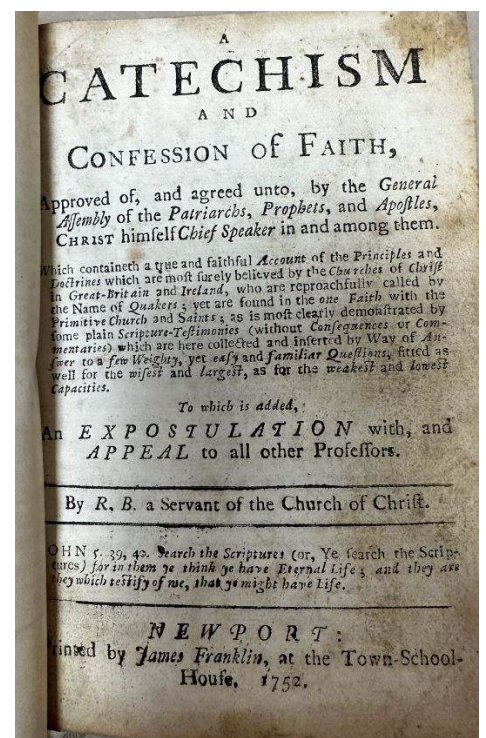 A
CATECHISM
AND
CONFESSION of FAITH,
Approved of, and agreed unto, by the General
Assembly of the Patriarchs, Prophets, and Apostles,
CHRIST himself Chief Speaker in and among them.
Which containeth a true and faithful Account of the Principles and
Doctrines which are most surely believed by the Churches of Christ
in Great-Britain and Ireland, who are reproachfully called by
the Name of Quakers; yet are found in the one Faith with the
Primitive Church and Saints; as is most clearly demonstrated by
some plain Scripture-Testimonies (without Consequences or Com-
mentaries) which are here collected and inserted by Way of An-
swer to a few Weighty, yet easy and familiar Questions, fitted as
well for the wisest and largest, as for the weakest and lowest
Capacities.
To which is added,
An EXPOSTULATION with, and
APPEAL to all other Professors.
By R. B. a Servant of the Church of Christ.
JOHN 5. 39, 40. Search the Scriptures (or, Ye search the Scrip-
tures) for in them ye think ye have Eternal Life; and they are
they which testify of me, that ye might have Life.
NEWPORT:
Printed by James Franklin, at the Town-School-
House. 1752.